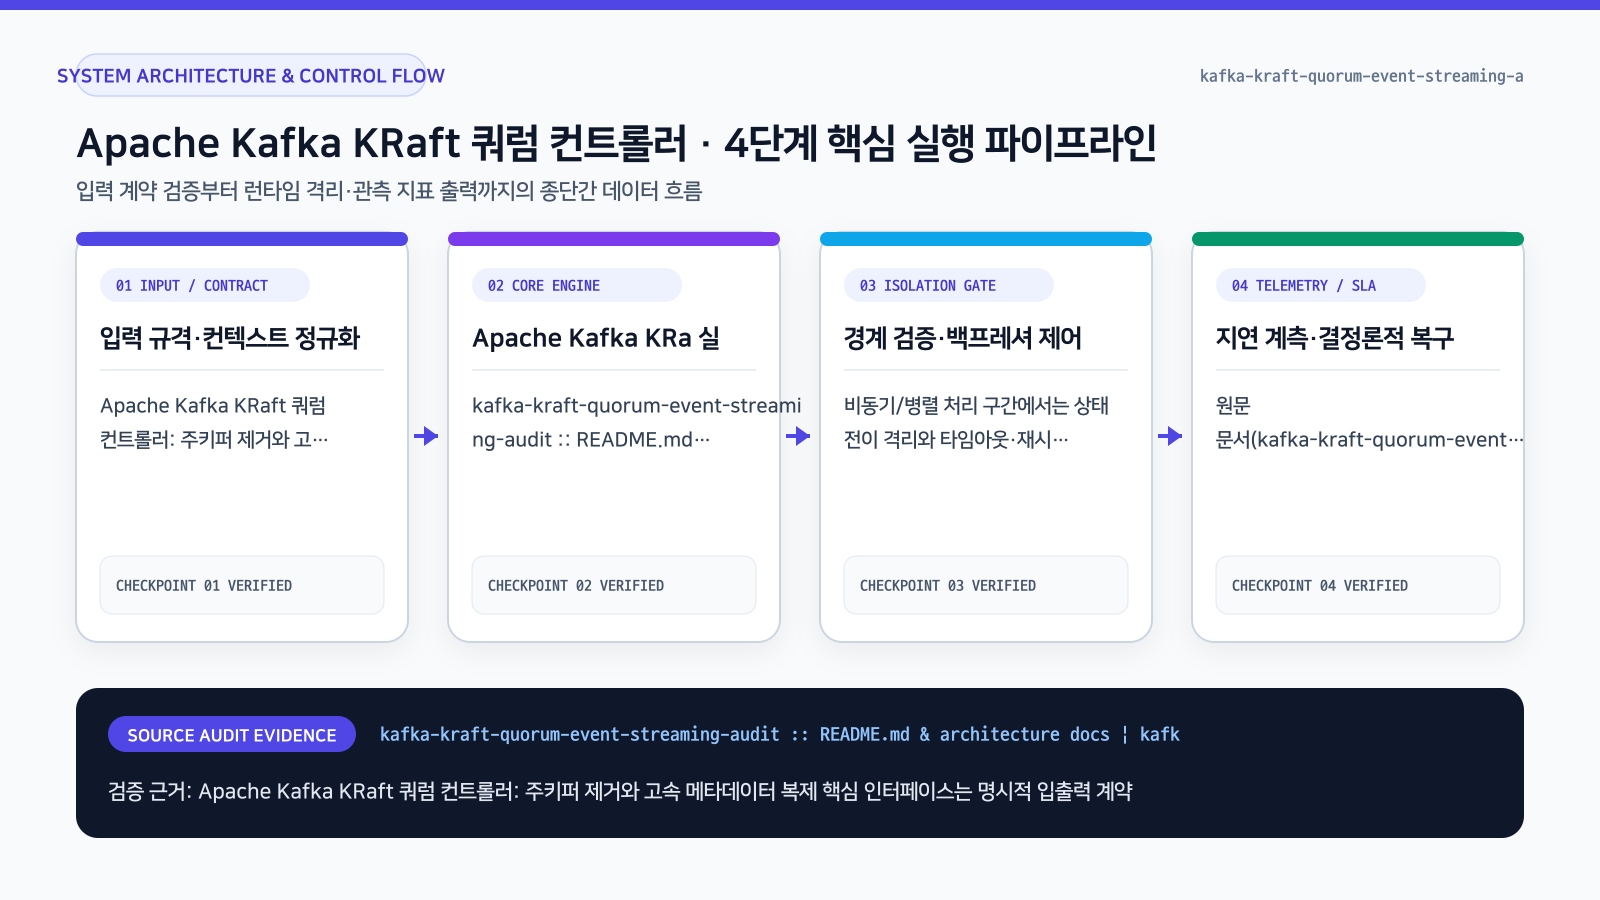 SYSTEM ARCHITECTURE & CONTROL FLOW
kafka-kraft-quorum-event-streaming-a
Apache Kafka KRaft 쿼럼 컨트롤러 · 4단계 핵심 실행 파이프라인
입력 계약 검증부터 런타임 격리·관측 지표 출력까지의 종단간 데이터 흐름
01 INPUT / CONTRACT
입력 규격·컨텍스트 정규화
Apache Kafka KRaft 쿼럼
컨트롤러: 주키퍼 제거와 고…
CHECKPOINT 01 VERIFIED
02 CORE ENGINE
Apache Kafka KRa 실
kafka-kraft-quorum-event-streami
ng-audit :: README.md…
CHECKPOINT 02 VERIFIED
03 ISOLATION GATE
경계 검증·백프레셔 제어
비동기/병렬 처리 구간에서는 상태
전이 격리와 타임아웃·재시…
CHECKPOINT 03 VERIFIED
04 TELEMETRY / SLA
지연 계측·결정론적 복구
원문
문서(kafka-kraft-quorum-event…
CHECKPOINT 04 VERIFIED
SOURCE AUDIT EVIDENCE
kafka-kraft-quorum-event-streaming-audit :: README.md & architecture docs ¦ kafk
검증 근거: Apache Kafka KRaft 쿼럼 컨트롤러: 주키퍼 제거와 고속 메타데이터 복제 핵심 인터페이스는 명시적 입출력 계약